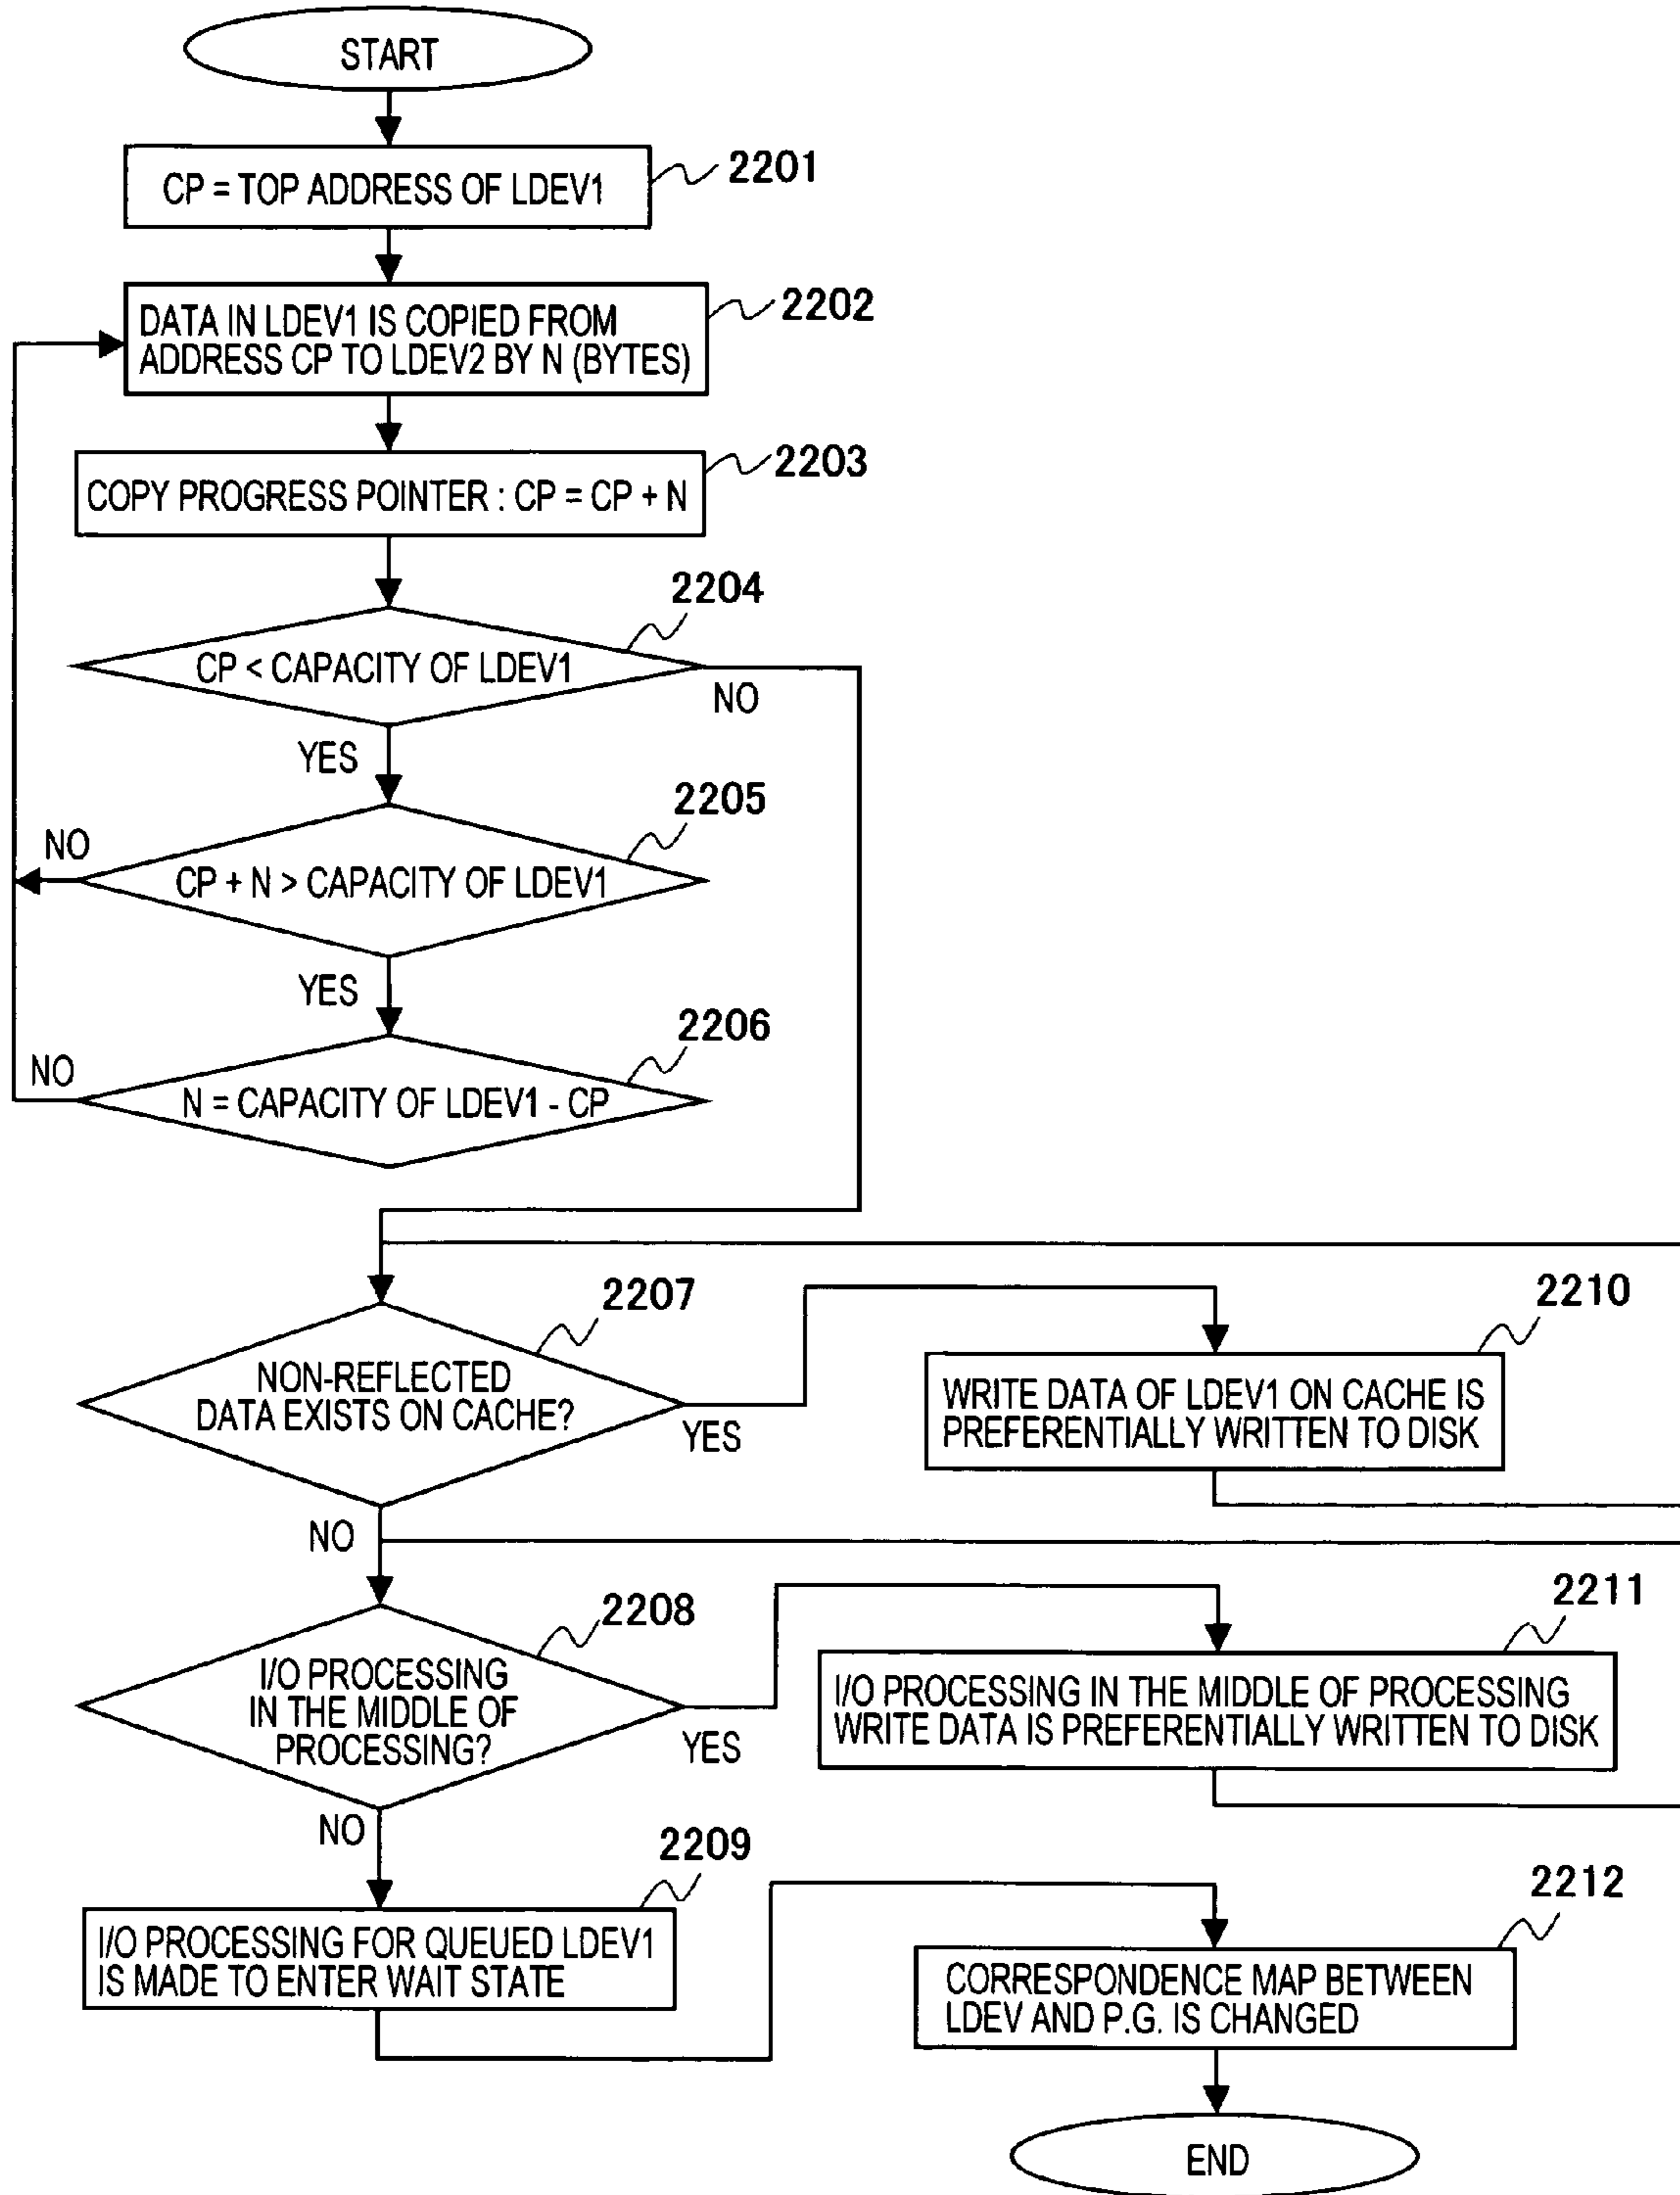 START
CP = TOP ADDRESS OF LDEV1
2201
DATA IN LDEV1 IS COPIED FROM
ADDRESS CP TO LDEV2 BY N (BYTES)
2202
COPY PROGRESS POINTER : CP = CP + N
2203
CP < CAPACITY OF LDEV1
2204
NO
YES
CP + N > CAPACITY OF LDEV1
2205
NO
YES
N = CAPACITY OF LDEV1 - CP
2206
NO
NON-REFLECTED
DATA EXISTS ON CACHE?
2207
YES
NO
WRITE DATA OF LDEV1 ON CACHE IS
PREFERENTIALLY WRITTEN TO DISK
2210
I/O PROCESSING
IN THE MIDDLE OF
PROCESSING?
2208
YES
NO
I/O PROCESSING IN THE MIDDLE OF PROCESSING
WRITE DATA IS PREFERENTIALLY WRITTEN TO DISK
2211
I/O PROCESSING FOR QUEUED LDEV1
IS MADE TO ENTER WAIT STATE
2209
CORRESPONDENCE MAP BETWEEN
LDEV AND P.G. IS CHANGED
2212
END